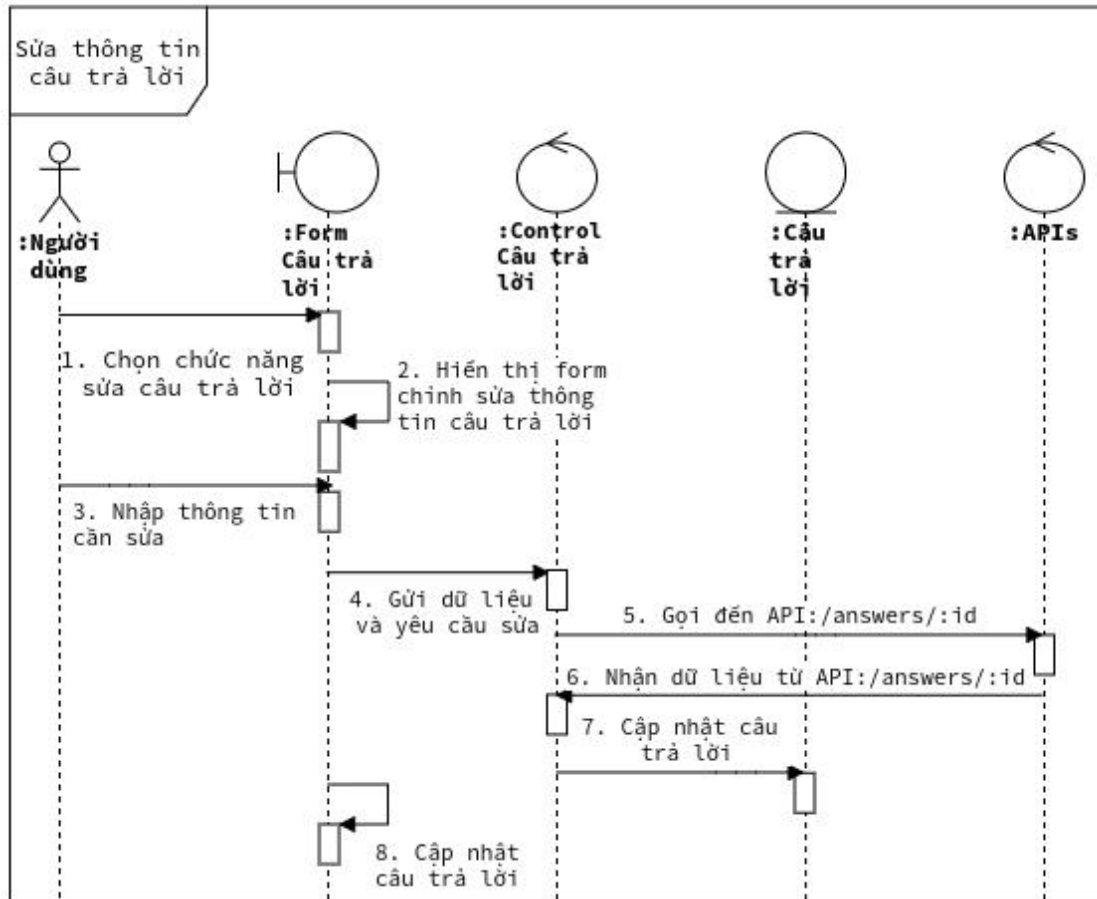 Sửa thông tin
câu trả lời
:Người
dùng
:Form
Câu trả
lời
:Control
Câu trả
lời
:Câu
trả
lời
:APIs
1. Chọn chức năng
sửa câu trả lời
2. Hiển thị form
chỉnh sửa thông
tin câu trả lời
3. Nhập thông tin
cần sửa
4. Gửi dữ liệu
và yêu cầu sửa
5. Gọi đến API:/answers/:id
6. Nhận dữ liệu từ API:/answers/:id
7. Cập nhật câu
trả lời
8. Cập nhật
câu trả lời